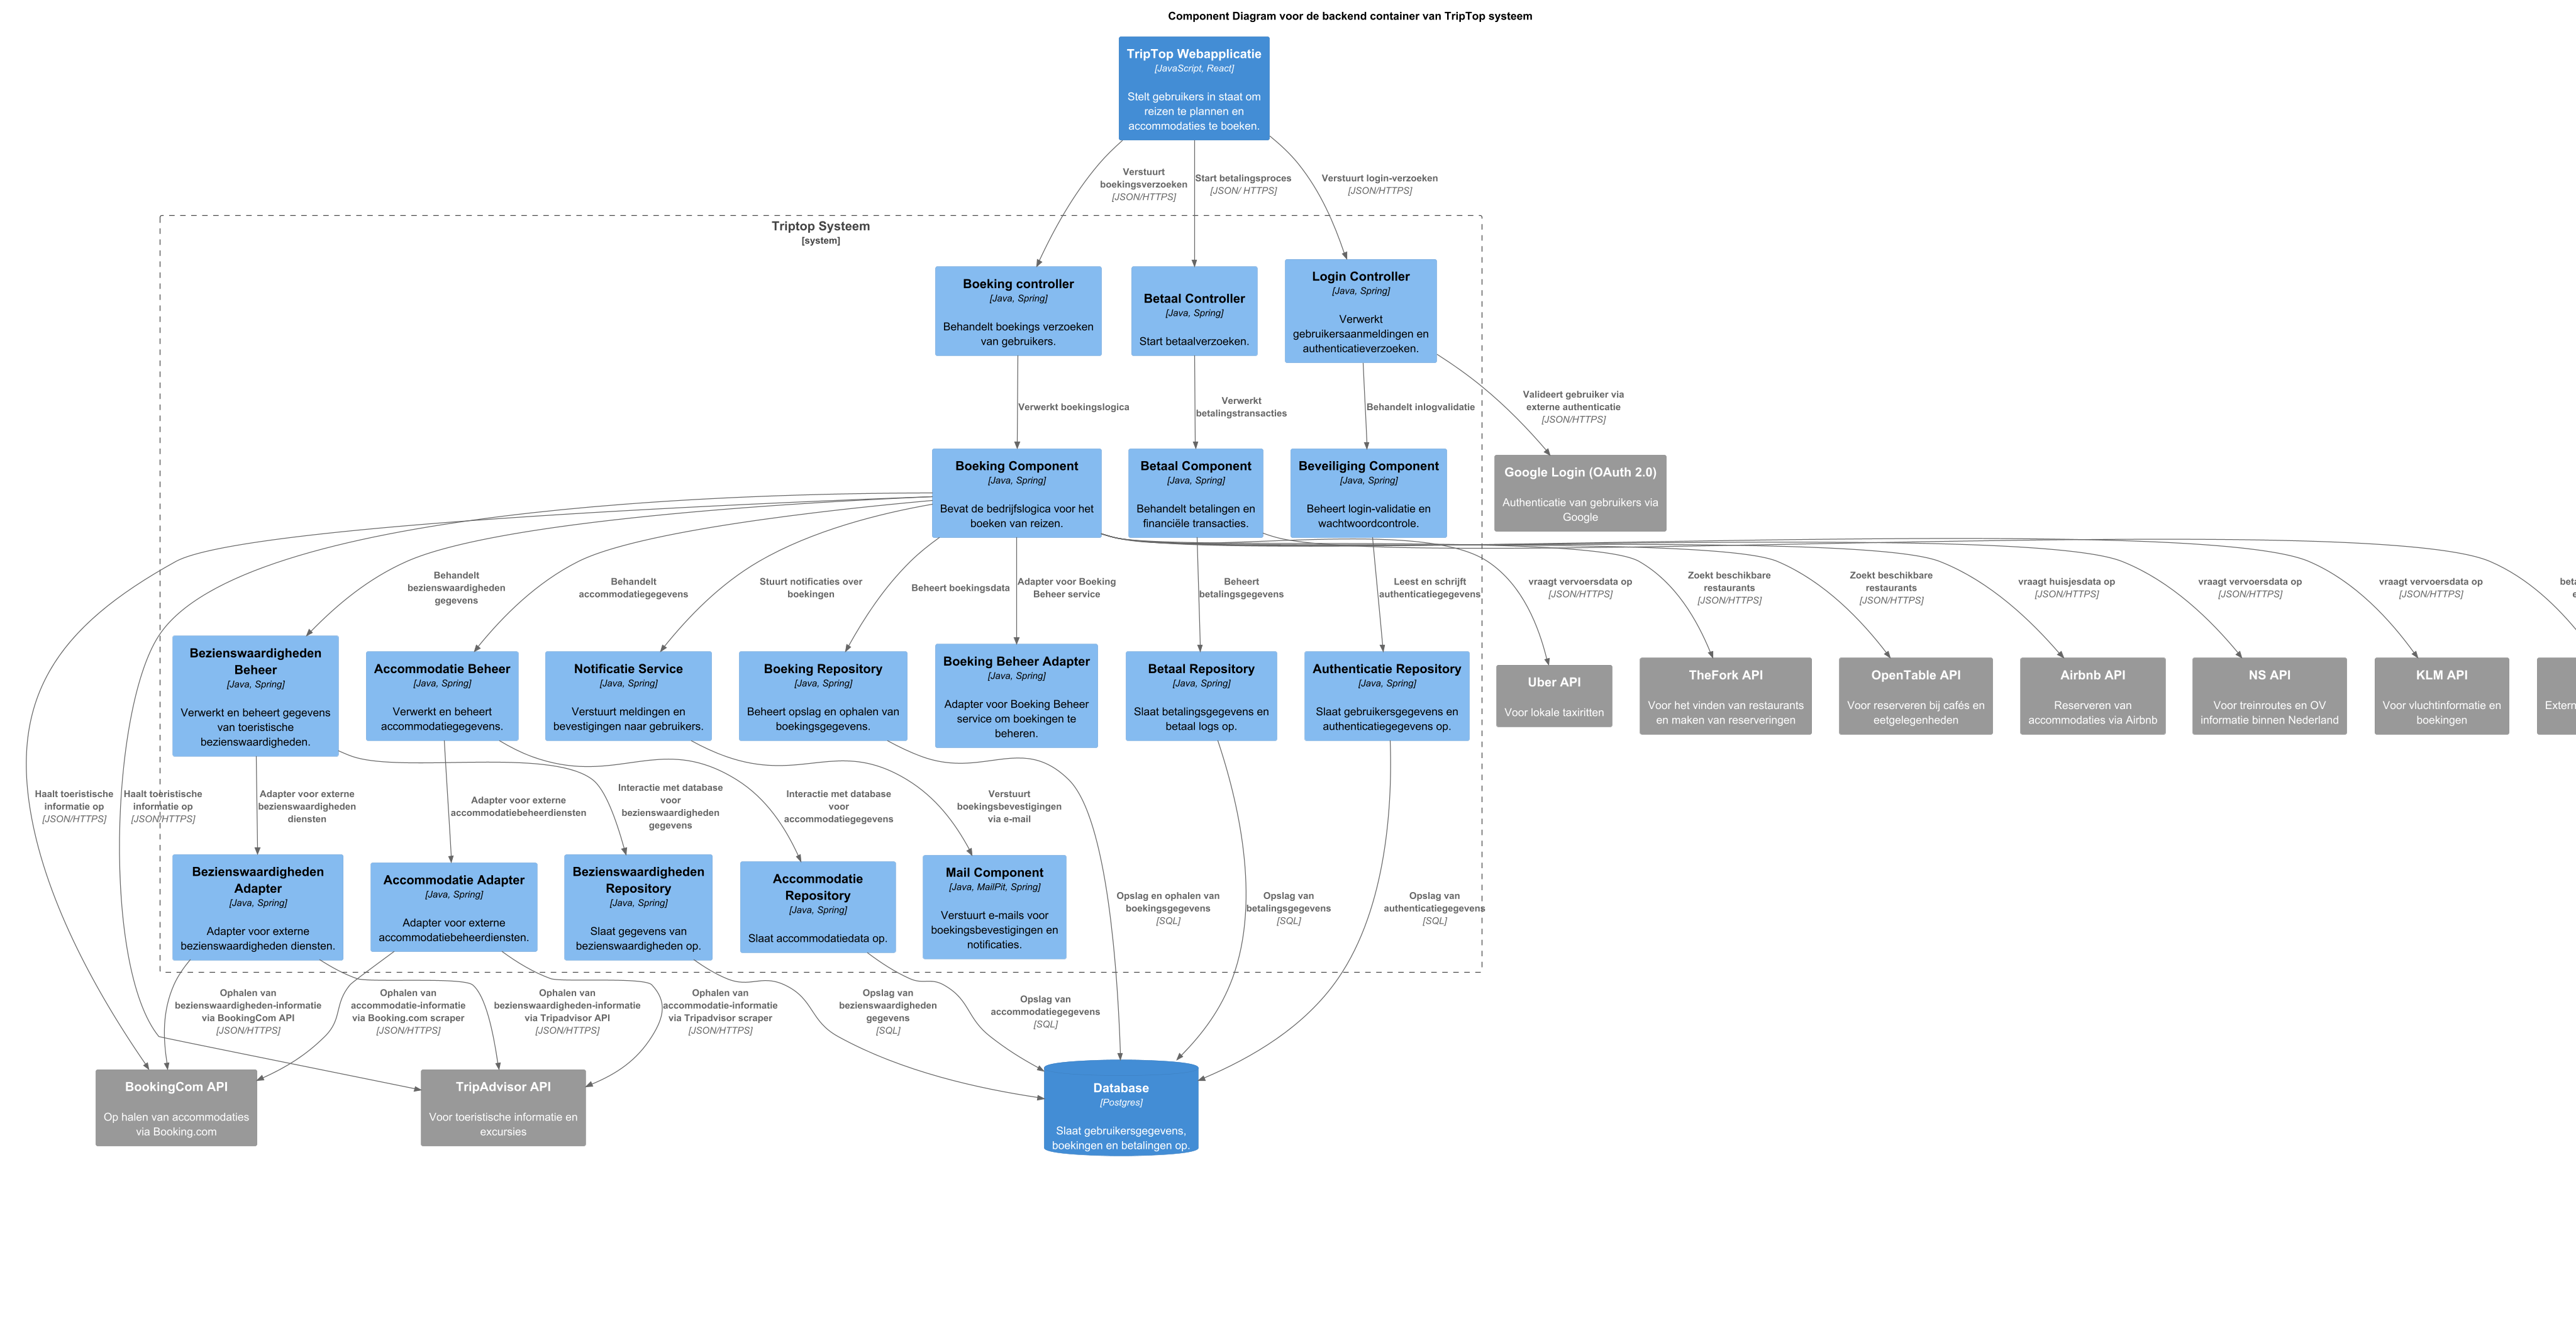 Component Diagram voor de backend container van TripTop systeem
TripTop Webapplicatie
[JavaScript, React]
Stelt gebruikers in staat om
reizen te plannen en
accommodaties te boeken.
Verstuurt
boekingsverzoeken
[JSON/HTTPS]
Start betalingsproces
[JSON/ HTTPS]
Verstuurt login-verzoeken
[JSON/HTTPS]
Triptop Systeem
[system]
Boeking controller
[Java, Spring]
Behandelt boekings verzoeken
van gebruikers.
Betaal Controller
[Java, Spring]
Start betaalverzoeken.
Login Controller
[Java, Spring]
Verwerkt
gebruikersaanmeldingen en
authenticatieverzoeken.
Verwerkt boekingslogica
Verwerkt
betalingstransacties
Behandelt inlogvalidatie
Valideert gebruiker via
externe authenticatie
[JSON/HTTPS]
Boeking Component
[Java, Spring]
Bevat de bedrijfslogica voor het
boeken van reizen.
Betaal Component
[Java, Spring]
Behandelt betalingen en
financiële transacties.
Beveiliging Component
[Java, Spring]
Beheert login-validatie en
wachtwoordcontrole.
Google Login (OAuth 2.0)
Authenticatie van gebruikers via
Google
Behandelt
bezienswaardigheden
gegevens
Behandelt
accommodatiegegevens
Stuurt notificaties over
boekingen
Beheert boekingsdata
Adapter voor Boeking
Beheer service
Beheert
betalingsgegevens
Leest en schrijft
authenticatiegegevens
vraagt vervoersdata op
[JSON/HTTPS]
Zoekt beschikbare
restaurants
[JSON/HTTPS]
Zoekt beschikbare
restaurants
[JSON/HTTPS]
vraagt huisjesdata op
[JSON/HTTPS]
vraagt vervoersdata op
[JSON/HTTPS]
vraagt vervoersdata op
[JSON/HTTPS]
Bezienswaardigheden
Beheer
[Java, Spring]
Verwerkt en beheert gegevens
van toeristische
bezienswaardigheden.
Accommodatie Beheer
[Java, Spring]
Verwerkt en beheert
accommodatiegegevens.
Notificatie Service
[Java, Spring]
Verstuurt meldingen en
bevestigingen naar gebruikers.
Boeking Repository
[Java, Spring]
Beheert opslag en ophalen van
boekingsgegevens.
Boeking Beheer Adapter
[Java, Spring]
Adapter voor Boeking Beheer
service om boekingen te
beheren.
Betaal Repository
[Java, Spring]
Slaat betalingsgegevens en
betaal logs op.
Authenticatie Repository
[Java, Spring]
Slaat gebruikersgegevens en
authenticatiegegevens op.
Uber API
Voor lokale taxiritten
TheFork API
Voor het vinden van restaurants
en maken van reserveringen
OpenTable API
Voor reserveren bij cafés en
eetgelegenheden
Airbnb API
Reserveren van
accommodaties via Airbnb
NS API
Voor treinroutes en OV
informatie binnen Nederland
KLM API
Voor vluchtinformatie en
boekingen
Extern
Haalt toeristische
informatie op
[JSON/HTTPS]
Haalt toeristische
informatie op
[JSON/HTTPS]
Adapter voor externe
bezienswaardigheden
diensten
Adapter voor externe
accommodatiebeheerdiensten
Interactie met database
voor
bezienswaardigheden
gegevens
Interactie met database
voor
accommodatiegegevens
Verstuurt
boekingsbevestigingen
via e-mail
Bezienswaardigheden
Adapter
[Java, Spring]
Adapter voor externe
bezienswaardigheden diensten.
Accommodatie Adapter
[Java, Spring]
Adapter voor externe
accommodatiebeheerdiensten.
Bezienswaardigheden
Repository
[Java, Spring]
Slaat gegevens van
bezienswaardigheden op.
Accommodatie
Repository
[Java, Spring]
Slaat accommodatiedata op.
Mail Component
[Java, MailPit, Spring]
Verstuurt e-mails voor
boekingsbevestigingen en
notificaties.
Opslag en ophalen van
boekingsgegevens
[SQL]
Opslag van
betalingsgegevens
[SQL]
Opslag van
authenticatiegegevens
[SQL]
Ophalen van
bezienswaardigheden-informatie
via BookingCom API
[JSON/HTTPS]
Ophalen van
accommodatie-informatie
via Booking.com scraper
[JSON/HTTPS]
Ophalen van
bezienswaardigheden-informatie
via Tripadvisor API
[JSON/HTTPS]
Ophalen van
accommodatie-informatie
via Tripadvisor scraper
[JSON/HTTPS]
Opslag van
bezienswaardigheden
gegevens
[SQL]
Opslag van
accommodatiegegevens
[SQL]
BookingCom API
Op halen van accommodaties
via Booking.com
TripAdvisor API
Voor toeristische informatie en
excursies
Database
[Postgres]
Slaat gebruikersgegevens,
boekingen en betalingen op.